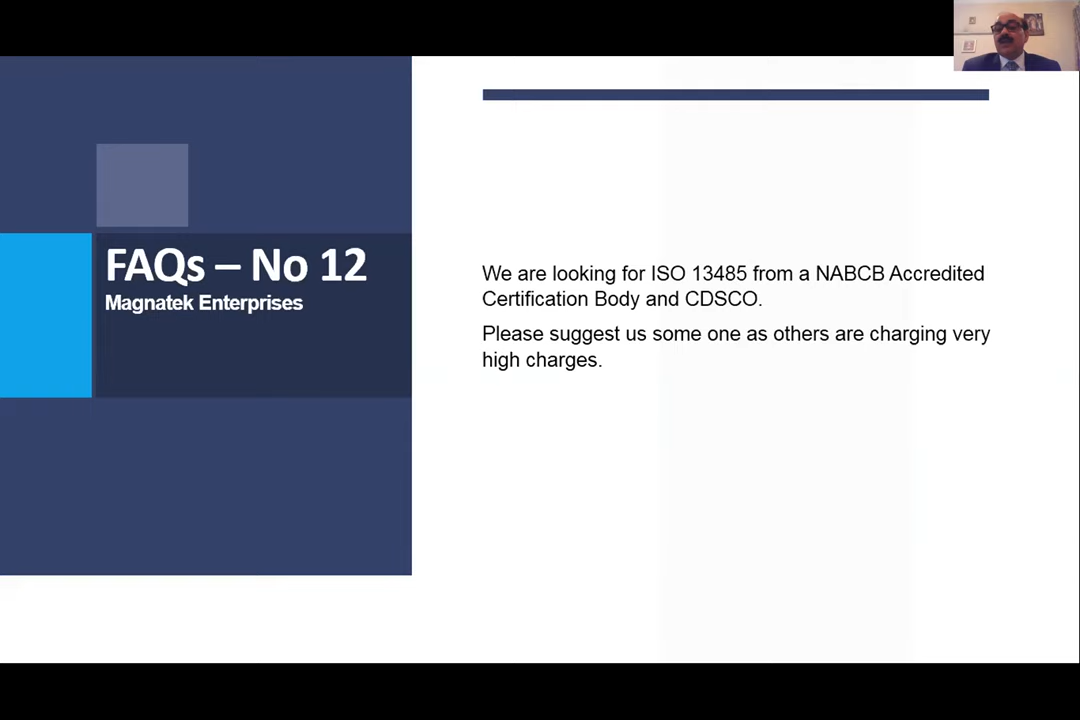 FAQs – No 12
Magnatek Enterprises
We are looking for ISO 13485 from a NABCB Accredited
Certification Body and CDSCO.
Please suggest us some one as others are charging very
high charges.